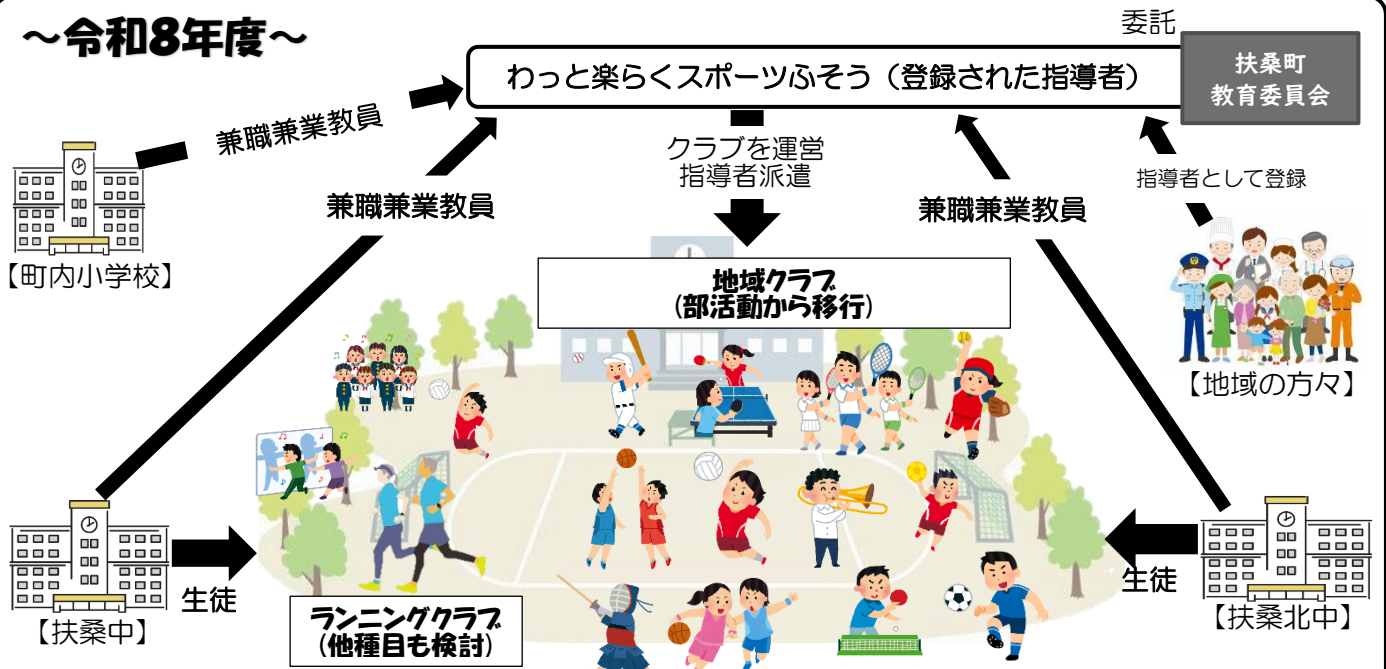 ～令和8年度～
委託
わっと楽らくスポーツふそう（登録された指導者）
扶桑町
教育委員会
兼職兼業教員
クラブを運営
指導者派遣
指導者として登録
兼職兼業教員
兼職兼業教員
【町内小学校】
地域クラブ
(部活動から移行)
【地域の方々】
生徒
生徒
【扶桑中】
ランニングクラブ
(他種目も検討)
【扶桑北中】